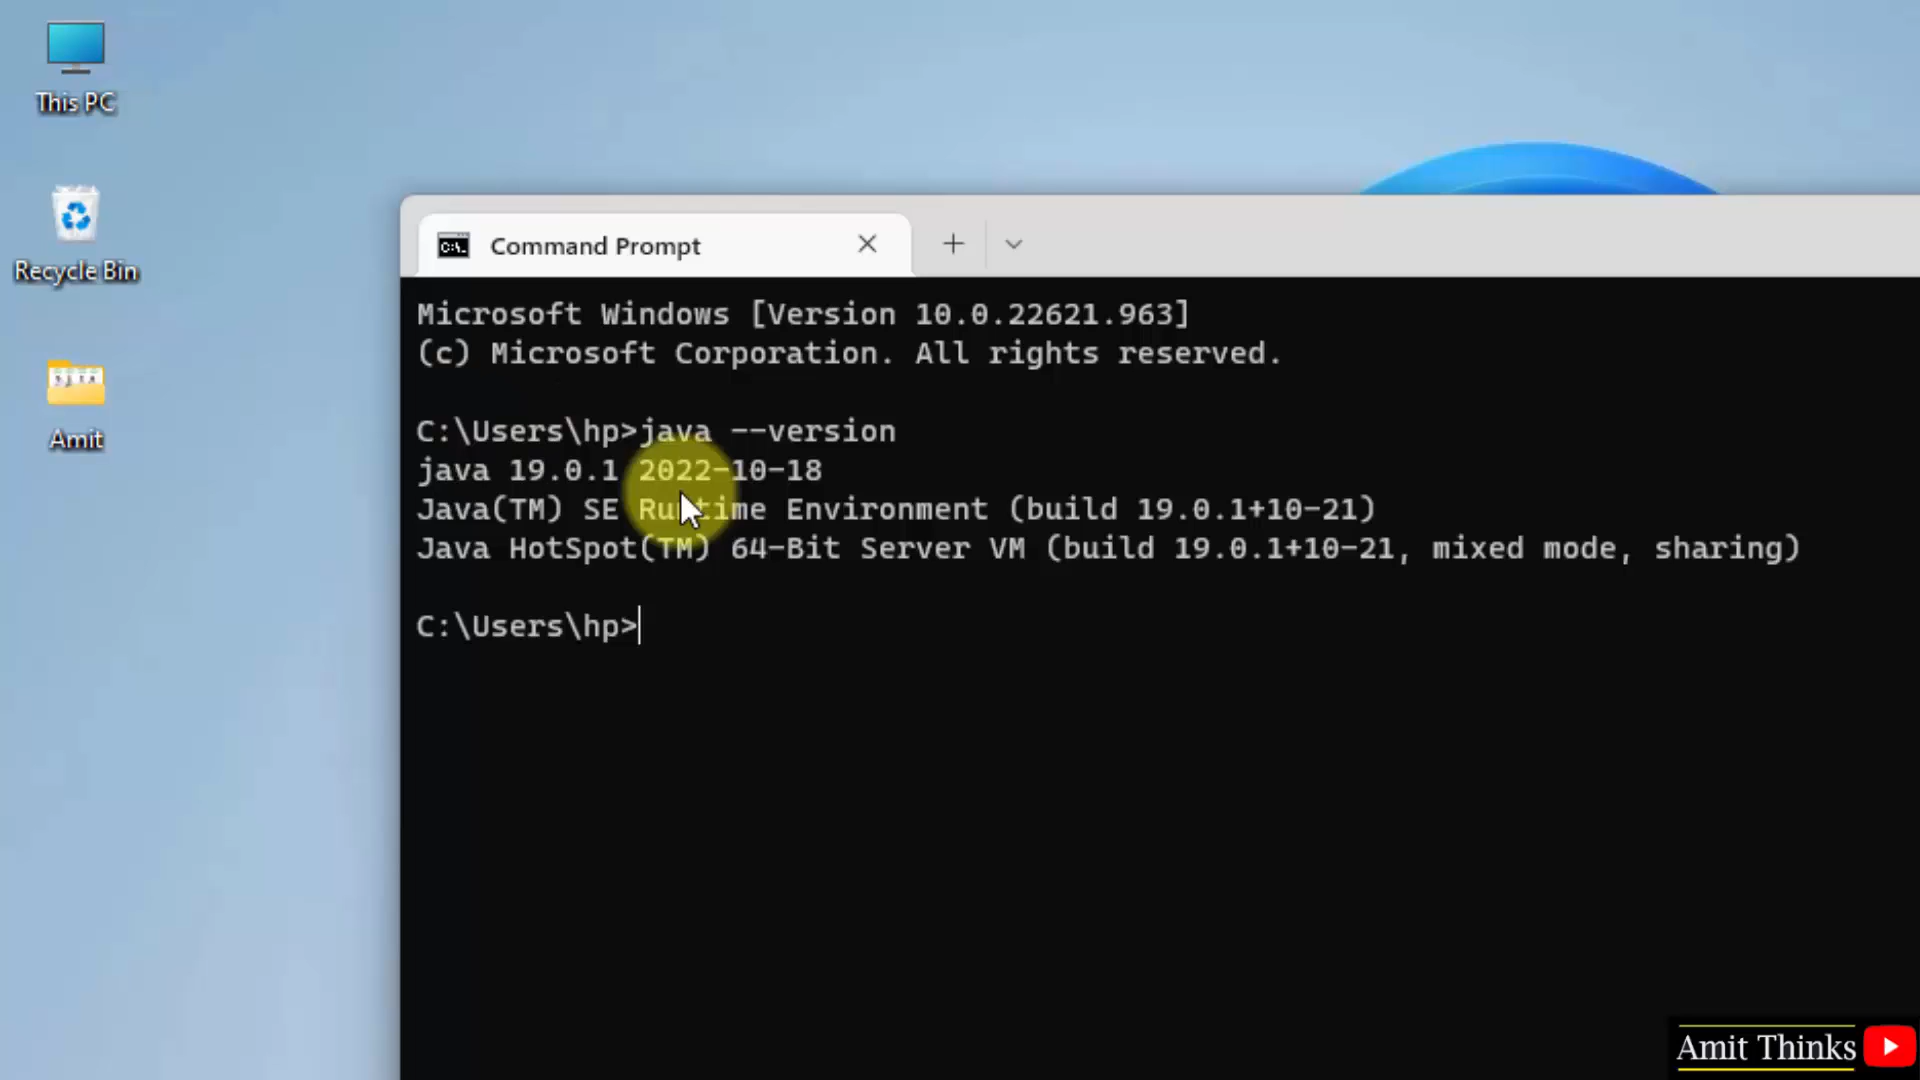 This PC
Recycle Bin
Amit
Command Prompt
Microsoft Windows [Version 10.0.22621.963]
(c) Microsoft Corporation. All rights reserved.
C:\Users\hp>java --version
java 19.0.1 2022-10-18
Java(TM) SE Runtime Environment (build 19.0.1+10-21)
Java HotSpot(TM) 64-Bit Server VM (build 19.0.1+10-21, mixed mode, sharing)
C:\Users\hp>
Amit Thinks